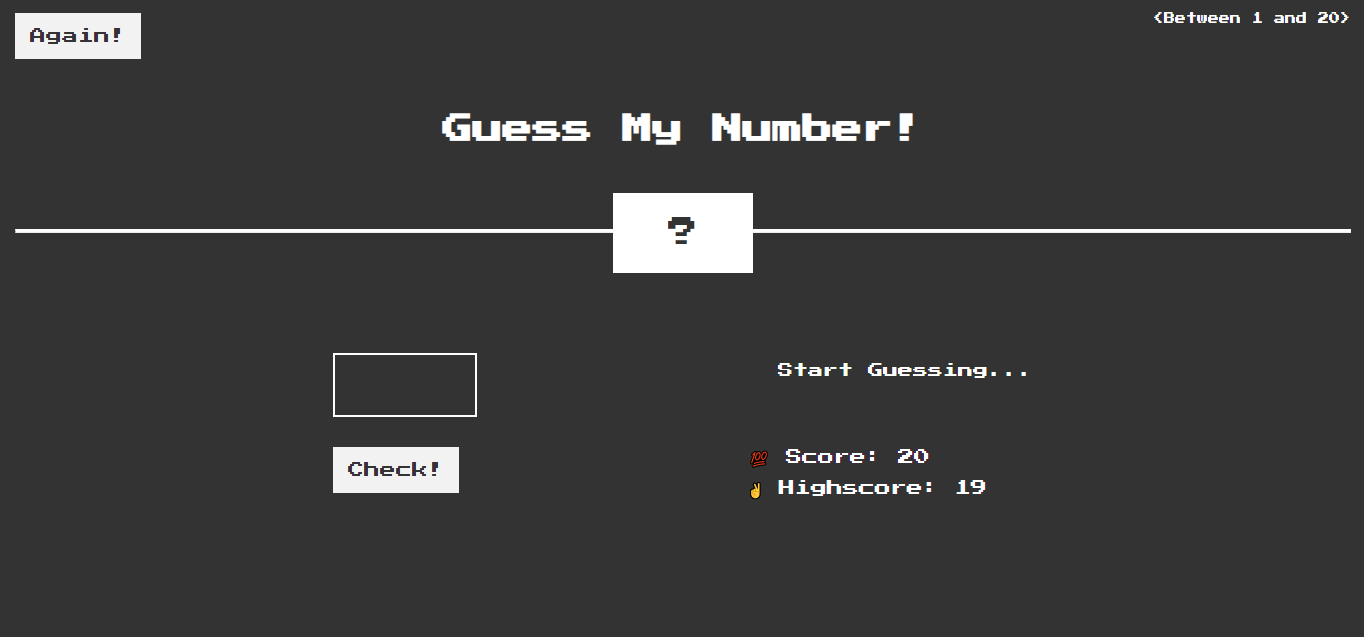 Again!
<Between 1 and 20>
Guess My Number!
?
Start Guessing...
Check!
💯 Score: 20
✌ Highscore: 19